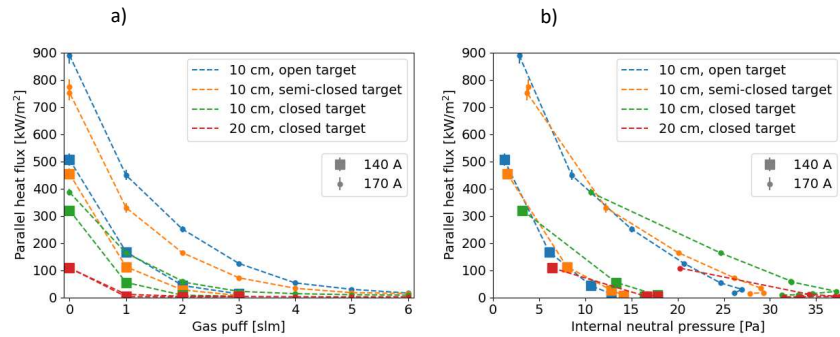 a)
b)
900
800
700
600
500
400
300
200
100
0
Parallel heat flux [kW/m²]
0 1 2 3 4 5 6
Gas puff [slm]
10 cm, open target
10 cm, semi-closed target
10 cm, closed target
20 cm, closed target
140 A
170 A
900
800
700
600
500
400
300
200
100
0
Parallel heat flux [kW/m²]
0 5 10 15 20 25 30 35
Internal neutral pressure [Pa]
10 cm, open target
10 cm, semi-closed target
10 cm, closed target
20 cm, closed target
140 A
170 A